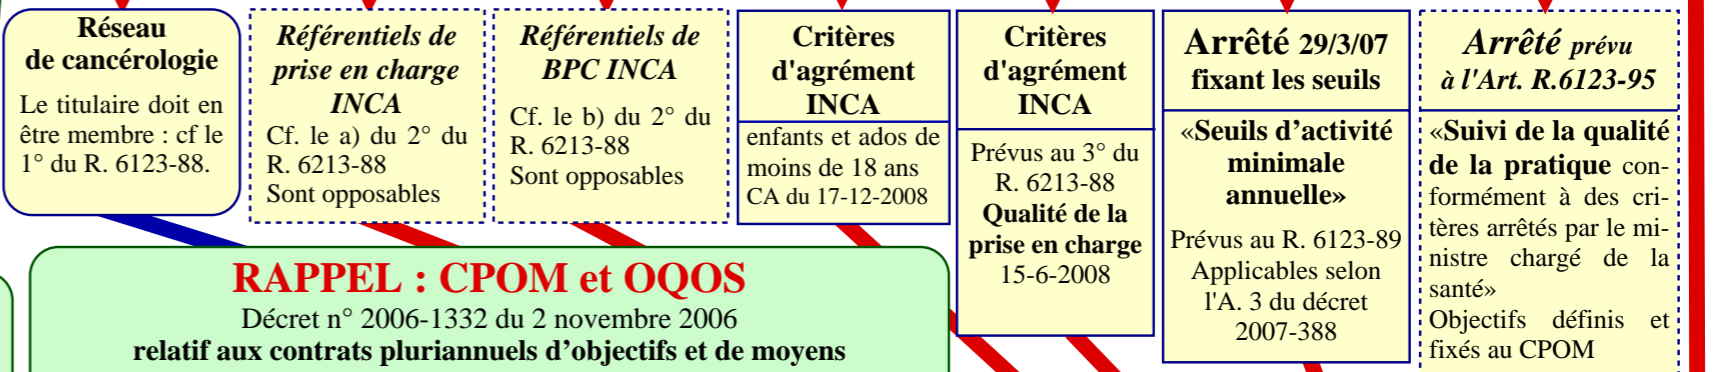 Réseau
de cancérologie
Le titulaire doit en
être membre : cf le
1° du R. 6123-88.
Référentiels de
prise en charge
INCA
Cf. le a) du 2° du
R. 6213-88
Sont opposables
Référentiels de
BPC INCA
Cf. le b) du 2° du
R. 6213-88
Sont opposables
Critères
d'agrément
INCA
enfants et ados de
moins de 18 ans
CA du 17-12-2008
Critères
d'agrément
INCA
Prévus au 3° du
R. 6213-88
Qualité de la
prise en charge
15-6-2008
Arrêté 29/3/07
fixant les seuils
«Seuils d’activité
minimale
annuelle»
Prévus au R. 6123-89
Applicables selon
l'A. 3 du décret
2007-388
Arrêté prévu
à l'Art. R.6123-95
«Suivi de la qualité
de la pratique con-
formément à des cri-
tères arrêtés par le mi-
nistre chargé de la
santé»
Objectifs définis et
fixés au CPOM
RAPPEL : CPOM et OQOS
Décret n° 2006-1332 du 2 novembre 2006
relatif aux contrats pluriannuels d’objectifs et de moyens